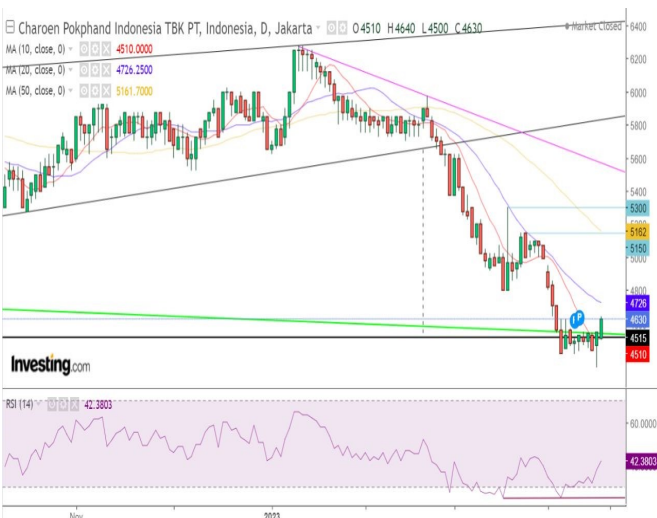 Charoen Pokphand Indonesia TBK PT, Indonesia, D, Jakarta O4510 H4640 L4500 C4630
Market Closed
MA (10, close, 0) 4510.0000
MA (20, close, 0) 4726.2500
MA (50, close, 0) 5161.7000
6400
6200
6000
5800
5600
5400
5300
5162
5150
5000
4800
4726
4630
4515
4510
P
Investing.com
RSI (14) 42.3803
60.0000
42.3803
Nov
2023